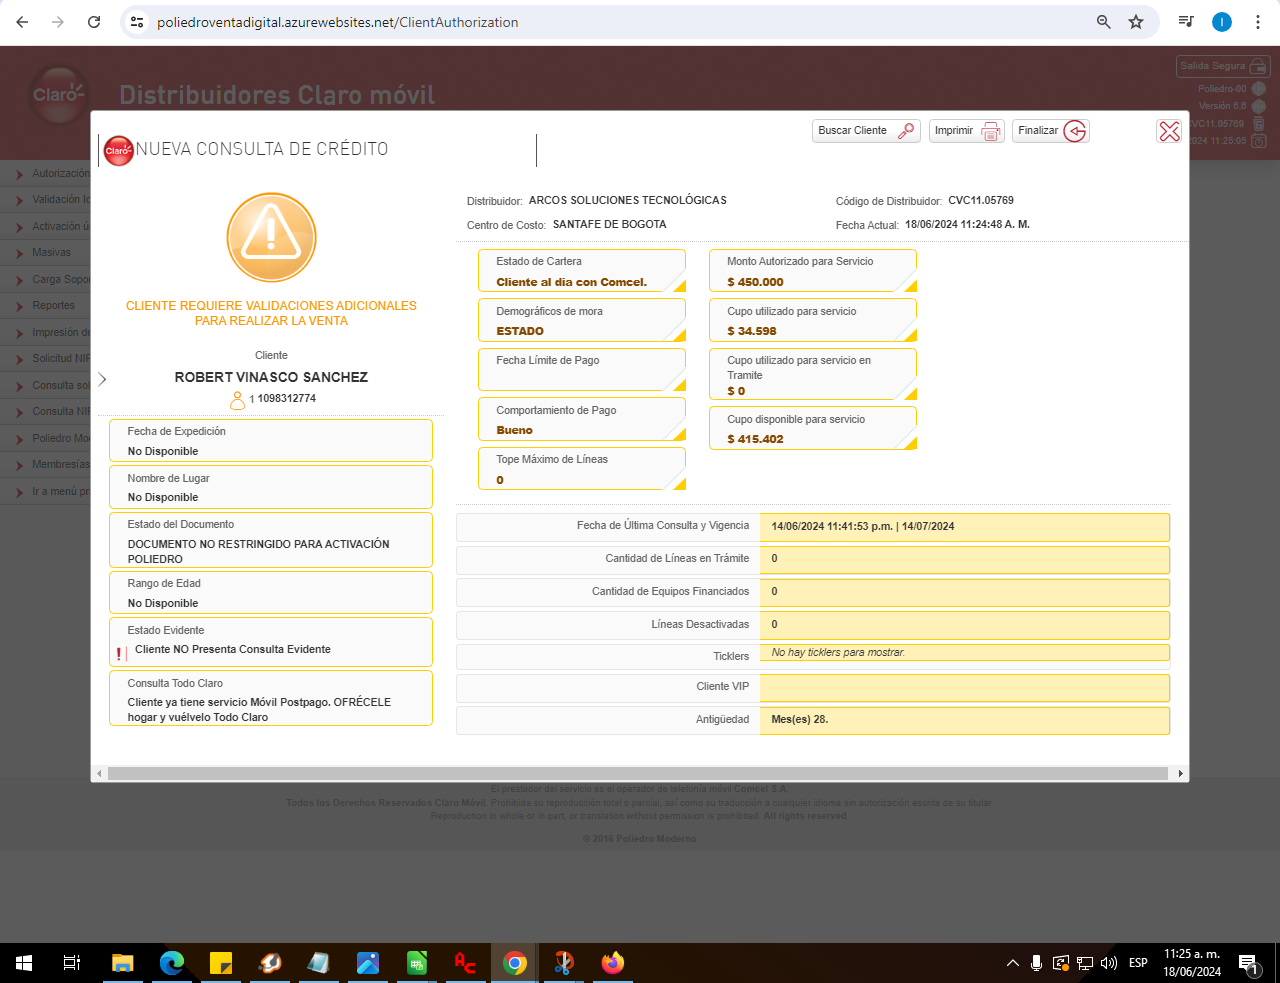 poliedroventadigital.azurewebsites.net/ClientAuthorization
I
Claro
Distribuidores Claro móvil
Salida Segura
Poliedro-00
Versión 6.6
CVC11.05769
2024 11:25:05
Claro
NUEVA CONSULTA DE CRÉDITO
Buscar Cliente
Imprimir
Finalizar
Autorización
Validación
Activación
Masivas
Carga
Reportes
Impresión
Solicitud NIP
Consulta
Consulta NIP
Poliedro
Membresías
Ir a menú
CLIENTE REQUIERE VALIDACIONES ADICIONALES
PARA REALIZAR LA VENTA
Cliente
ROBERT VINASCO SANCHEZ
1 1098312774
Fecha de Expedición
No Disponible
Nombre de Lugar
No Disponible
Estado del Documento
DOCUMENTO NO RESTRINGIDO PARA ACTIVACIÓN
POLIEDRO
Rango de Edad
No Disponible
Estado Evidente
Cliente NO Presenta Consulta Evidente
Consulta Todo Claro
Cliente ya tiene servicio Móvil Postpago. OFRÉCELE
hogar y vuélvelo Todo Claro
Distribuidor: ARCOS SOLUCIONES TECNOLÓGICAS
Código de Distribuidor: CVC11.05769
Centro de Costo: SANTAFE DE BOGOTA
Fecha Actual: 18/06/2024 11:24:48 A. M.
Estado de Cartera
Cliente al dia con Comcel.
Demográficos de mora
ESTADO
Fecha Límite de Pago
Comportamiento de Pago
Bueno
Tope Máximo de Líneas
0
Monto Autorizado para Servicio
$ 450.000
Cupo utilizado para servicio
$ 34.598
Cupo utilizado para servicio en
Tramite
$ 0
Cupo disponible para servicio
$ 415.402
Fecha de Última Consulta y Vigencia 14/06/2024 11:41:53 p.m. | 14/07/2024
Cantidad de Líneas en Trámite 0
Cantidad de Equipos Financiados 0
Líneas Desactivadas 0
Ticklers No hay ticklers para mostrar.
Cliente VIP
Antigüedad Mes(es) 28.
El prestador del servicio es el operador de telefonía móvil Comcel S.A.
Todos los Derechos Reservados Claro Móvil. Prohibida su reproducción total o parcial, así como su traducción a cualquier idioma sin autorización escrita de su titular
Reproduction in whole or in part, or translation without permission is prohibited. All rights reserved
© 2016 Poliedro Moderno
ESP
11:25 a. m.
18/06/2024
1